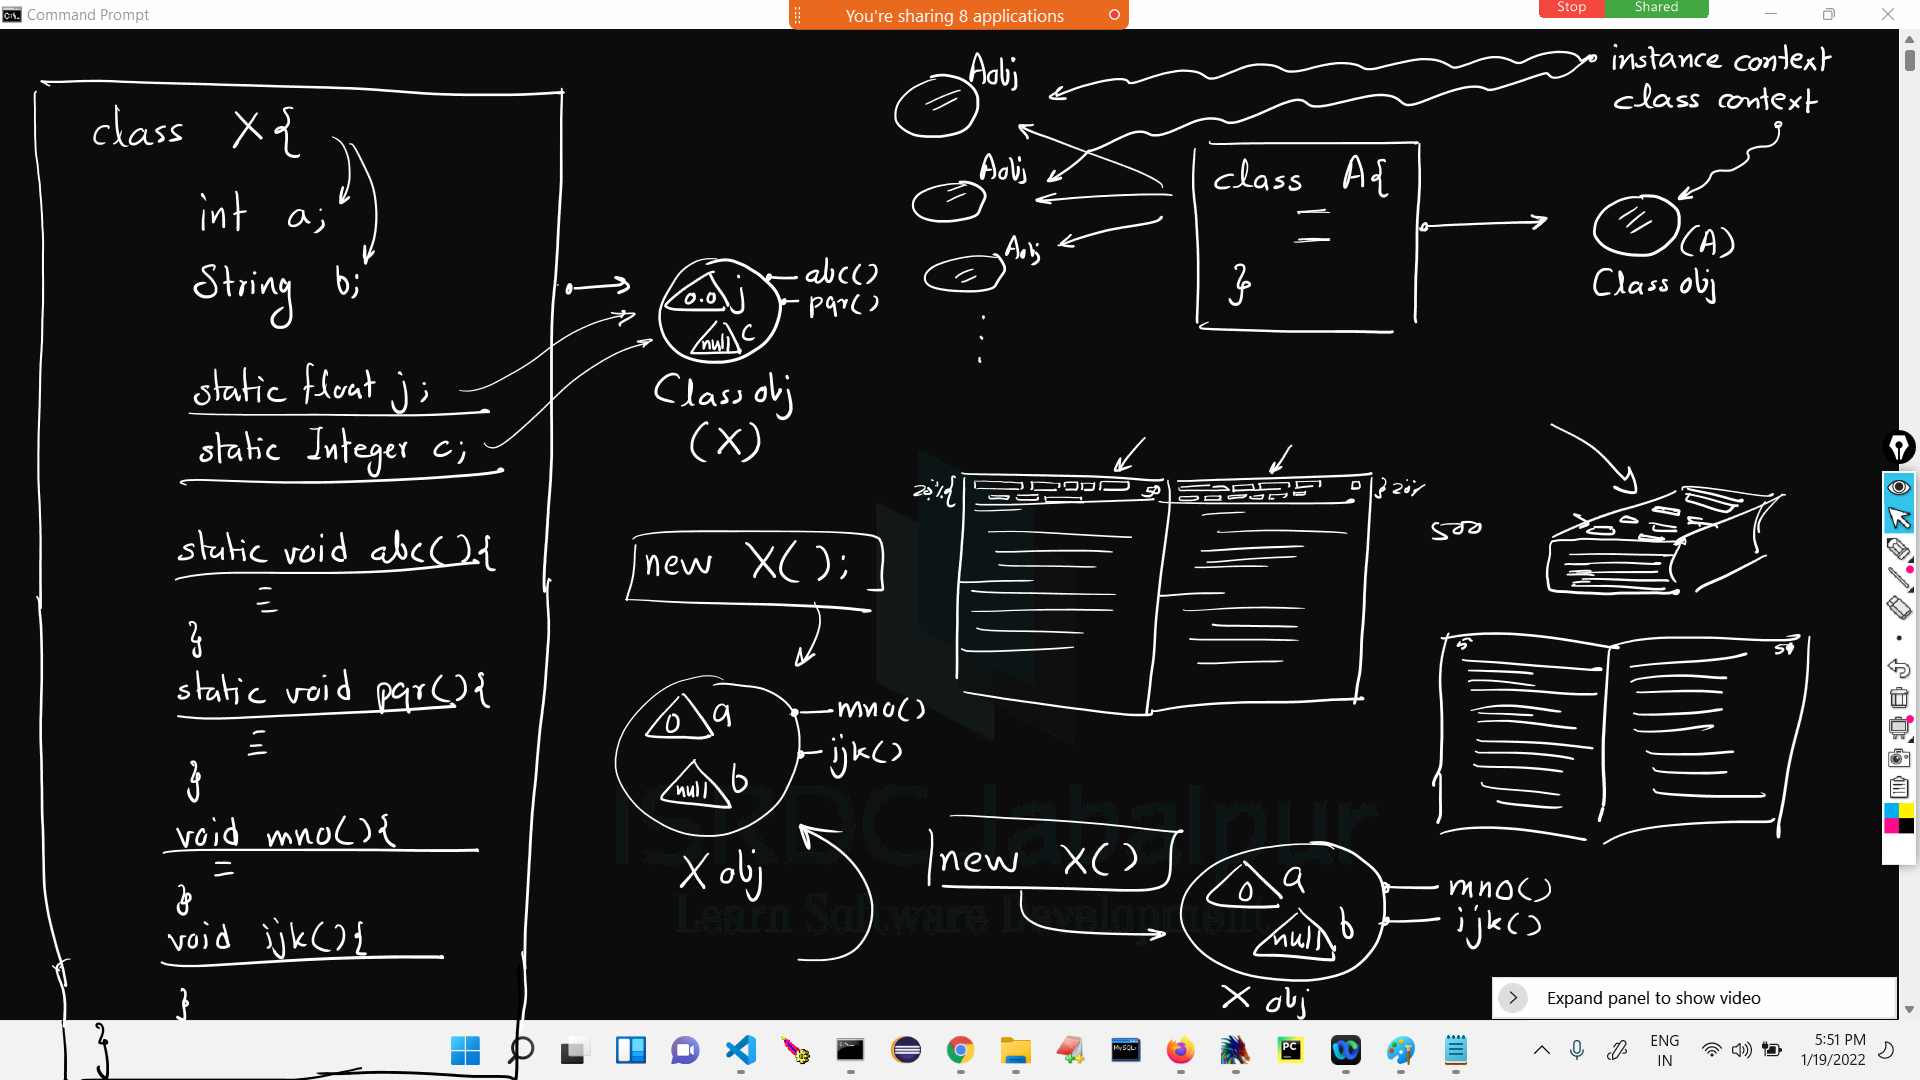 Command Prompt
You're sharing 8 applications
Stop
Shared
class X{
int a;
String b;
static float j;
static Integer c;
static void abc(){
}
static void pqr(){
}
void mno(){
}
void ijk(){
}
}
0.0 j
null c
abc()
pqr()
Class obj
(X)
Aobj
Aobj
Aobj
class A{
}
instance context
class context
(A)
Class obj
20%{
50
} 20%
500
new X();
0 a
null b
mno()
ijk()
X obj
5
51
new X()
0 a
null b
mno()
ijk()
X obj
ISRDC Jabalpur
Learn Software Development
Expand panel to show video
MySQL
PC
ENG
IN
5:51 PM
1/19/2022